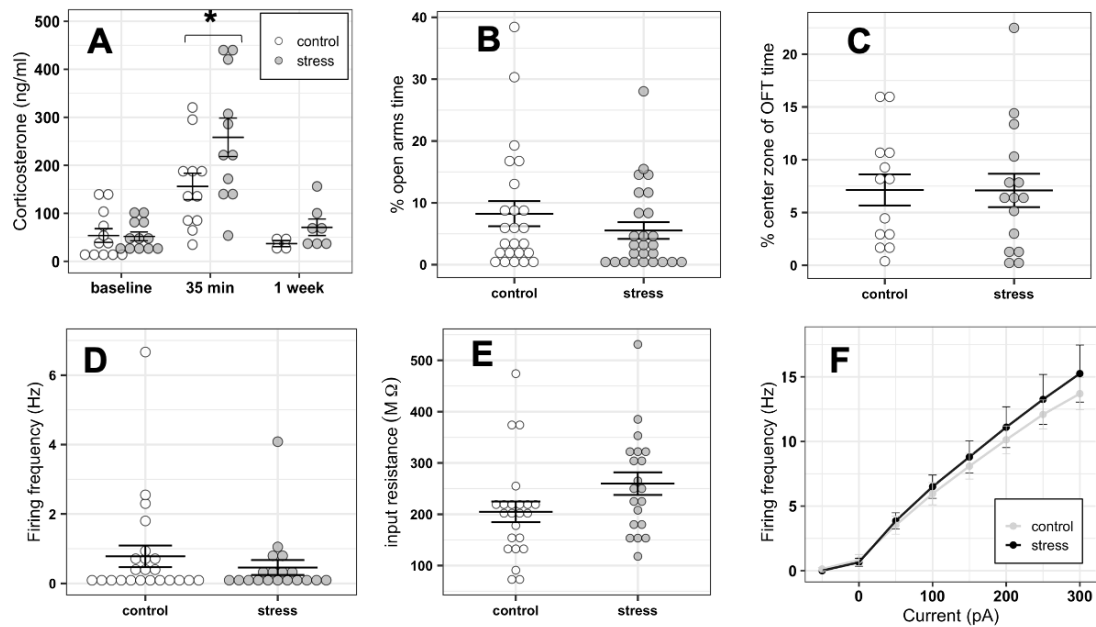 A
*
control
stress
Corticosterone (ng/ml)
500
400
300
200
100
0
baseline 35 min 1 week
B
% open arms time
40
30
20
10
0
control stress
C
% center zone of OFT time
20
15
10
5
0
control stress
D
Firing frequency (Hz)
6
4
2
0
control stress
E
input resistance (M Ω)
500
400
300
200
100
control stress
F
Firing frequency (Hz)
15
10
5
0
control
stress
0 100 200 300
Current (pA)